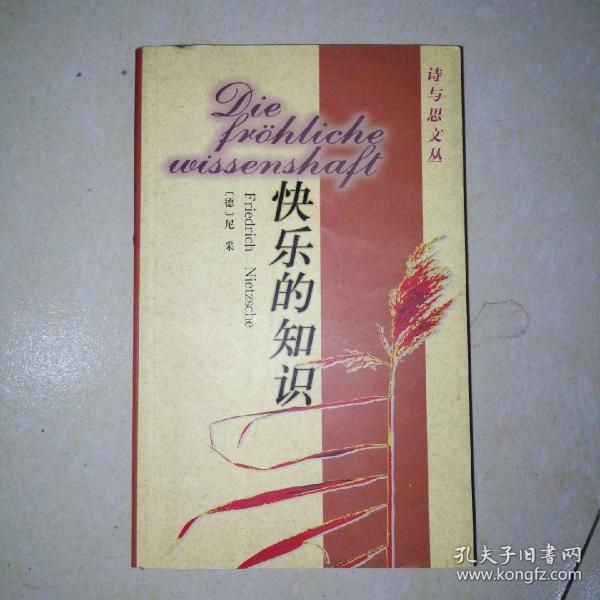 Die
fröhliche
wissenshaft
诗与思文丛
快乐的知识
Friedrich Nietzsche
〔德〕尼采
孔夫子旧书网
www.kongfz.com